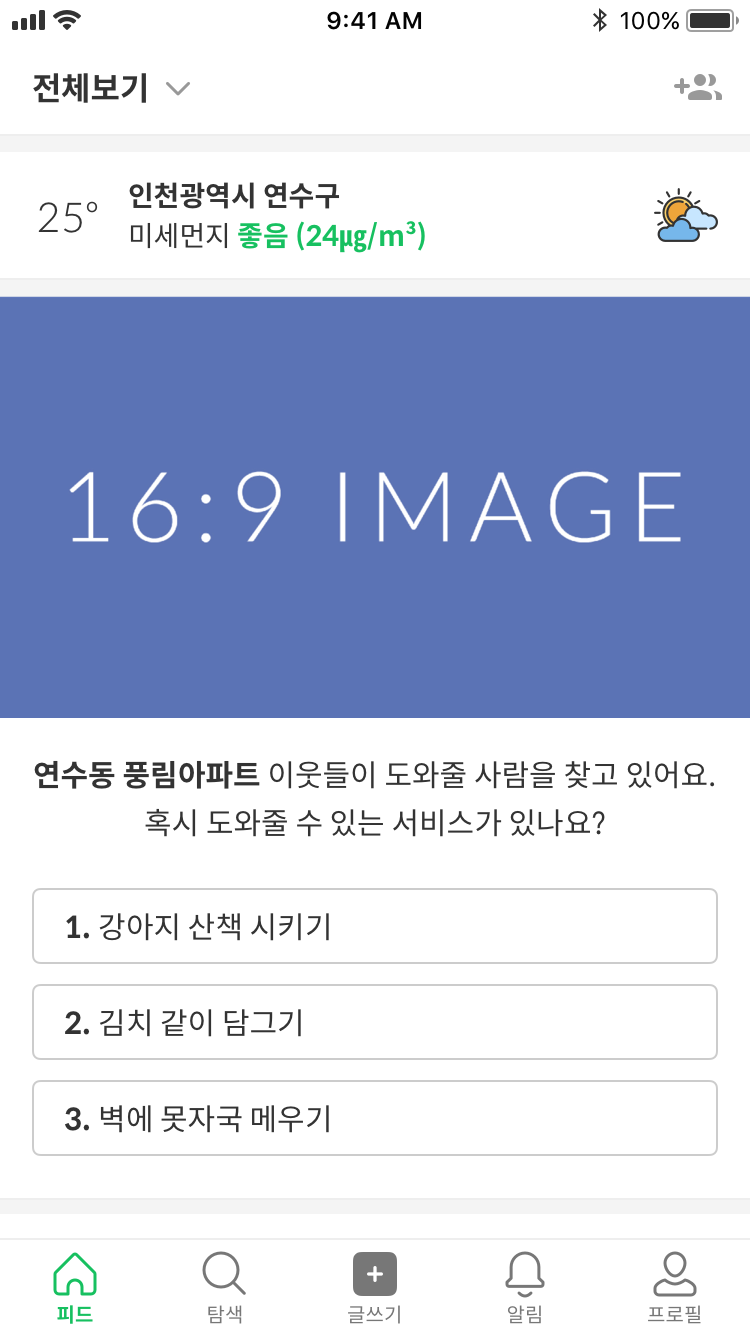 9:41 AM
100%
전체보기
25°
인천광역시 연수구
미세먼지 좋음 (24㎍/m³)
16:9 IMAGE
연수동 풍림아파트 이웃들이 도와줄 사람을 찾고 있어요.
혹시 도와줄 수 있는 서비스가 있나요?
1. 강아지 산책 시키기
2. 김치 같이 담그기
3. 벽에 못자국 메우기
피드
탐색
글쓰기
알림
프로필